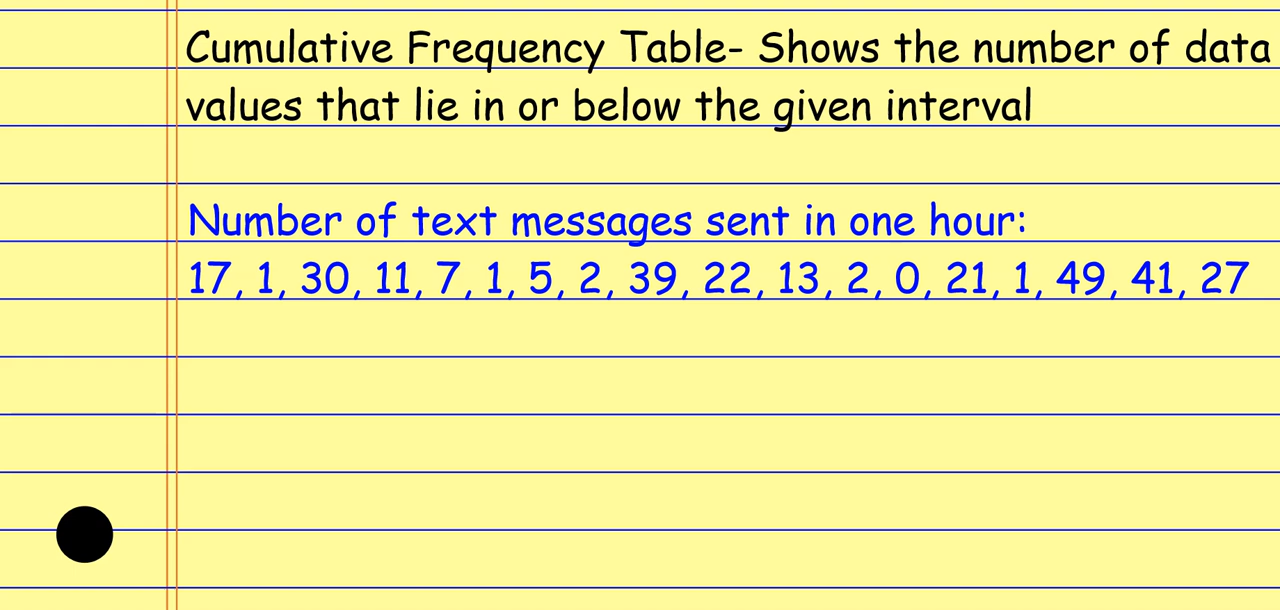 Cumulative Frequency Table- Shows the number of data
values that lie in or below the given interval
Number of text messages sent in one hour:
17, 1, 30, 11, 7, 1, 5, 2, 39, 22, 13, 2, 0, 21, 1, 49, 41, 27